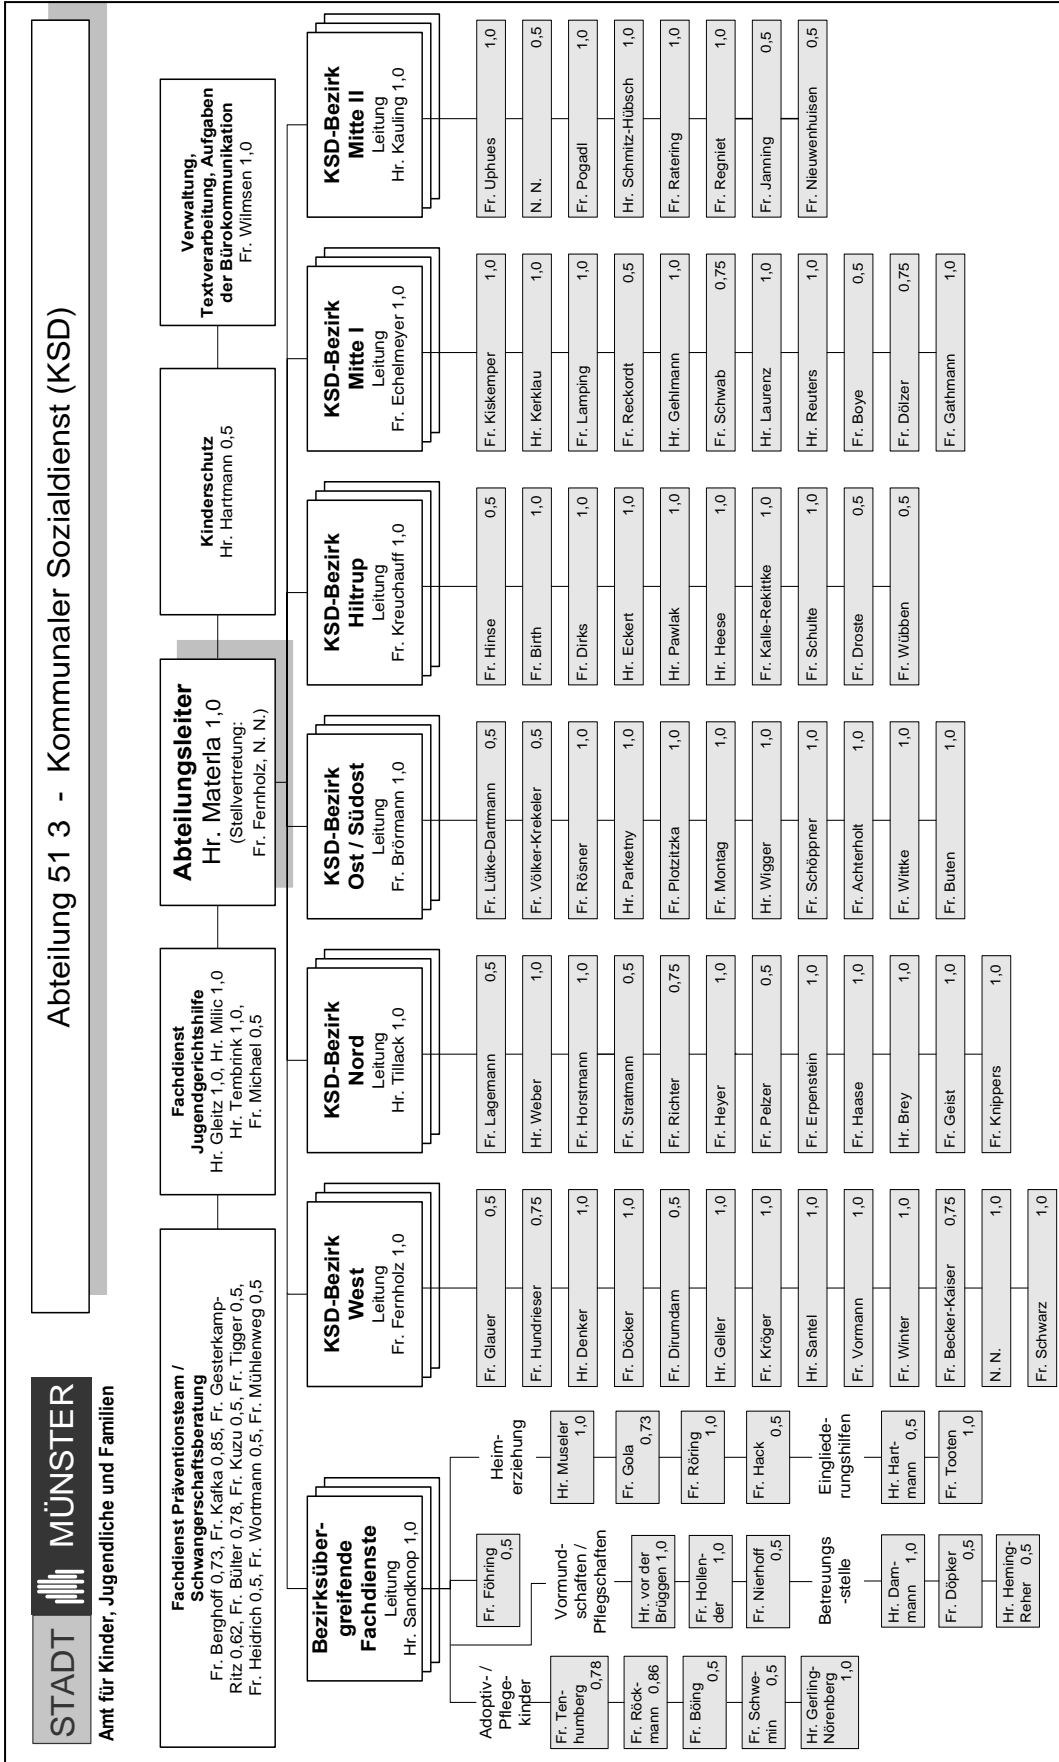 STADT MÜNSTER
Amt für Kinder, Jugendliche und Familien
Abteilung 51 3 - Kommunaler Sozialdienst (KSD)
Fachdienst Präventionsteam /
Schwangerschaftsberatung
Fr. Berghoff 0,73, Fr. Kafka 0,85, Fr. Gesterkamp-
Ritz 0,62, Fr. Bütter 0,78, Fr. Kuzu 0,5, Fr. Tigger 0,5,
Fr. Heidrich 0,5, Fr. Wortmann 0,5, Fr. Mühlenweg 0,5
Fachdienst
Jugendgerichtshilfe
Hr. Gleitz 1,0, Hr. Milic 1,0
Hr. Tembrink 1,0,
Fr. Michael 0,5
Abteilungsleiter
Hr. Materla 1,0
(Stellvertretung:
Fr. Fernholz, N. N.)
Kinderschutz
Hr. Hartmann 0,5
Verwaltung,
Textverarbeitung, Aufgaben
der Bürokommunikation
Fr. Wilmsen 1,0
Bezirksüber-
greifende
Fachdienste
Leitung
Hr. Sandknop 1,0
Fr. Föhring
0,5
Adoptiv- /
Pflege-
kinder
Fr. Ten-
humberg 0,78
Fr. Röck-
mann 0,86
Fr. Böing
0,5
Fr. Schwe-
min 0,5
Hr. Gerling-
Nörenberg
1,0
Vormund-
schaften /
Pflegschaften
Hr. vor der
Brüggen 1,0
Fr. Hollen-
der 1,0
Fr. Nierhoff
0,5
Betreuungs
-stelle
Hr. Dam-
mann 1,0
Fr. Döpker
0,5
Hr. Heming-
Reher 0,5
Heim-
erziehung
Hr. Museler
1,0
Fr. Gola
0,73
Fr. Röring
1,0
Fr. Hack
0,5
Eingliede-
rungshilfen
Hr. Hart-
mann 0,5
Fr. Tooten
1,0
KSD-Bezirk
West
Leitung
Fr. Fernholz 1,0
Fr. Glauer 0,5
Fr. Hundrieser 0,75
Hr. Denker 1,0
Fr. Döcker 1,0
Fr. Dirumdam 0,5
Hr. Geller 1,0
Fr. Kröger 1,0
Hr. Santel 1,0
Fr. Vormann 1,0
Fr. Winter 1,0
Fr. Becker-Kaiser 0,75
N. N. 1,0
Fr. Schwarz 1,0
KSD-Bezirk
Nord
Leitung
Hr. Tillack 1,0
Fr. Lagemann 0,5
Hr. Weber 1,0
Fr. Horstmann 1,0
Fr. Stratmann 0,5
Fr. Richter 0,75
Fr. Heyer 1,0
Fr. Pelzer 0,5
Fr. Erpenstein 1,0
Fr. Haase 1,0
Hr. Brey 1,0
Fr. Geist 1,0
Fr. Knippers 1,0
KSD-Bezirk
Ost / Südost
Leitung
Fr. Brörmann 1,0
Fr. Lütke-Dartmann 0,5
Fr. Völker-Krekeler 0,5
Fr. Rösner 1,0
Hr. Parketny 1,0
Fr. Plotzitzka 1,0
Fr. Montag 1,0
Hr. Wigger 1,0
Fr. Schöppner 1,0
Fr. Achterholt 1,0
Fr. Wittke 1,0
Fr. Buten 1,0
KSD-Bezirk
Hiltrup
Leitung
Fr. Kreuchauff 1,0
Fr. Hinse 0,5
Fr. Birth 1,0
Fr. Dirks 1,0
Hr. Eckert 1,0
Hr. Pawlak 1,0
Hr. Heese 1,0
Fr. Kalle-Rekittke 1,0
Fr. Schulte 1,0
Fr. Droste 0,5
Fr. Wübben 0,5
KSD-Bezirk
Mitte I
Leitung
Fr. Echelmeyer 1,0
Fr. Kiskemper 1,0
Hr. Kerklau 1,0
Fr. Lamping 1,0
Fr. Reckordt 0,5
Hr. Gehlmann 1,0
Fr. Schwab 0,75
Hr. Laurenz 1,0
Hr. Reuters 1,0
Fr. Boye 0,5
Fr. Dölzer 0,75
Fr. Gathmann 1,0
KSD-Bezirk
Mitte II
Leitung
Hr. Kauling 1,0
Fr. Uphues 1,0
N. N. 0,5
Fr. Pogadl 1,0
Hr. Schmitz-Hübsch 1,0
Fr. Ratering 1,0
Fr. Regniet 1,0
Fr. Janning 0,5
Fr. Nieuwenhuisen 0,5